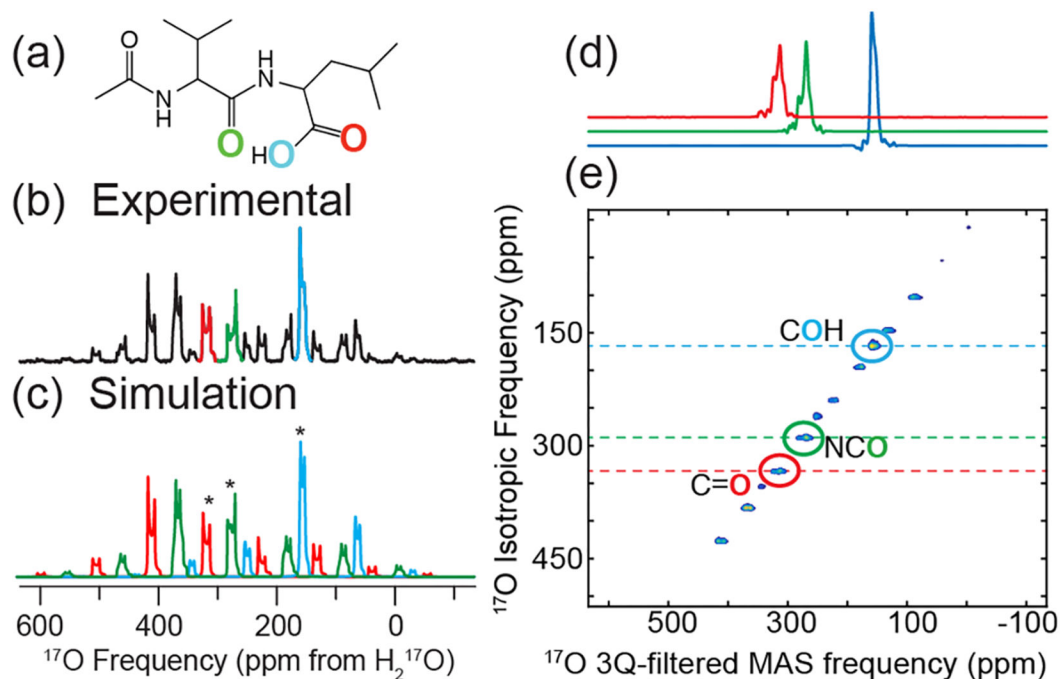 (a)
O
H
N
N
H
O
O
HO
O
(b) Experimental
(c) Simulation
*
*
*
600
400
200
0
¹⁷O Frequency (ppm from H₂¹⁷O)
(d)
(e)
¹⁷O Isotropic Frequency (ppm)
150
300
450
COH
NCO
C=O
500
300
100
-100
¹⁷O 3Q-filtered MAS frequency (ppm)